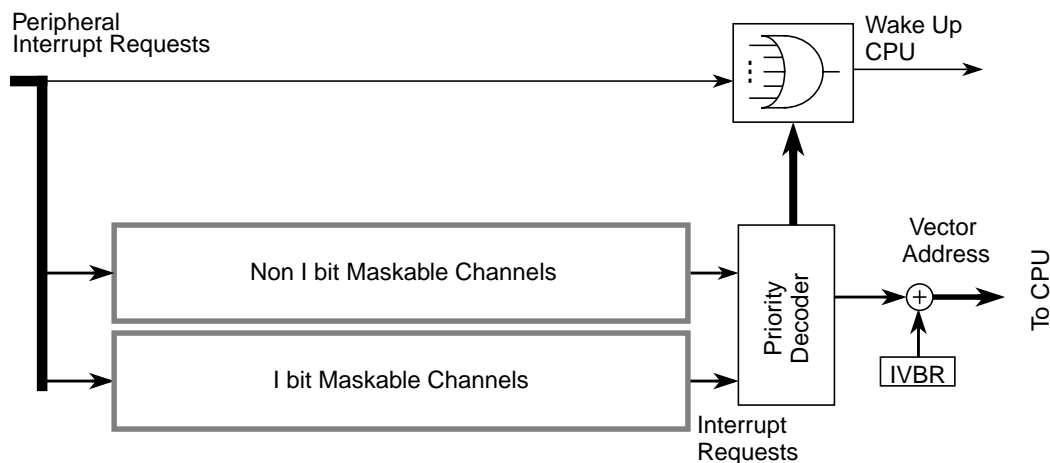 Peripheral
Interrupt Requests
Wake Up
CPU
Non I bit Maskable Channels
I bit Maskable Channels
Priority
Decoder
Interrupt
Requests
Vector
Address
+
IVBR
To CPU